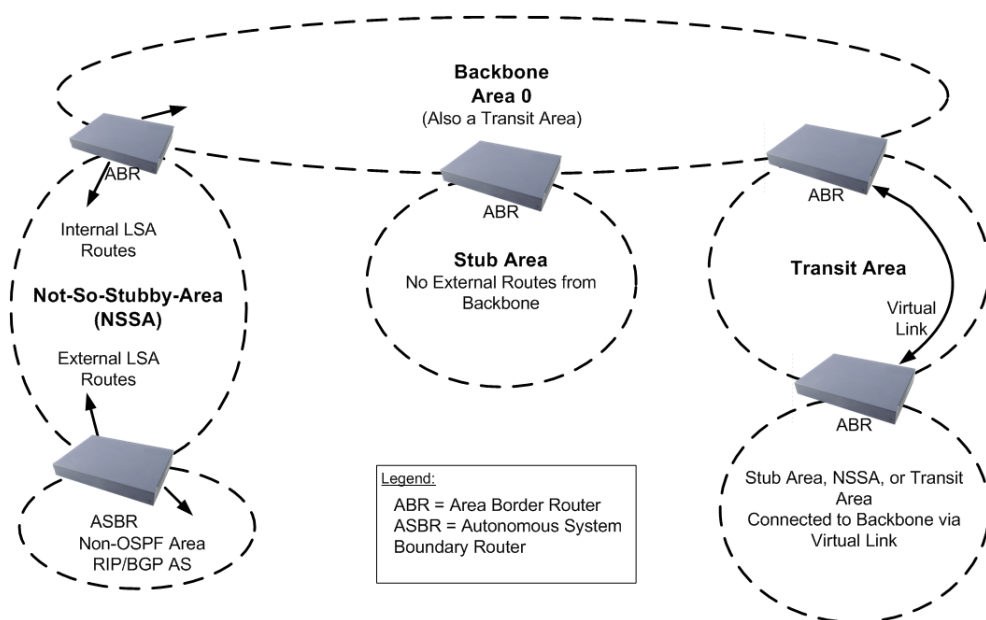 Backbone
Area 0
(Also a Transit Area)
ABR
ABR
ABR
Internal LSA
Routes
Not-So-Stubby-Area
(NSSA)
External LSA
Routes
Stub Area
No External Routes from
Backbone
Transit Area
Virtual
Link
ABR
ASBR
Non-OSPF Area
RIP/BGP AS
Legend:
ABR = Area Border Router
ASBR = Autonomous System
Boundary Router
Stub Area, NSSA, or Transit
Area
Connected to Backbone via
Virtual Link